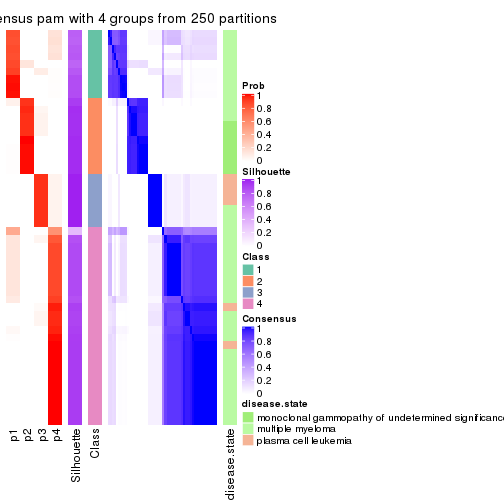 ensus pam with 4 groups from 250 partitions
Prob
1
0.8
0.6
0.4
0.2
0
Silhouette
1
0.8
0.6
0.4
0.2
0
Class
1
2
3
4
Consensus
1
0.8
0.6
0.4
0.2
0
disease.state
monoclonal gammopathy of undetermined significance
multiple myeloma
plasma cell leukemia
p1
p2
p3
p4
Silhouette
Class
disease.state